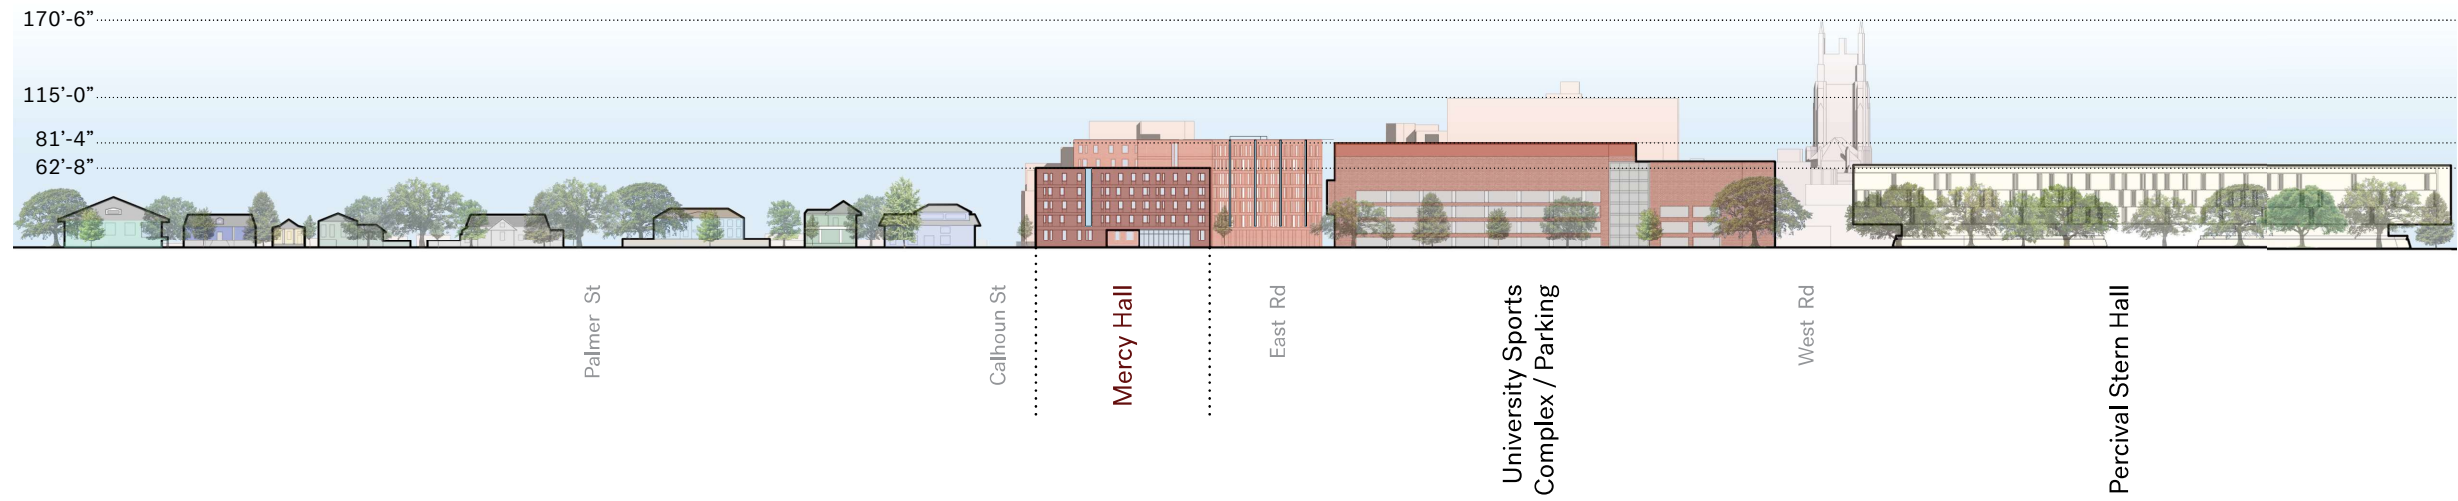 170’-6”
115’-0”
81’-4”
62’-8”
Palmer St
Calhoun St
Mercy Hall
East Rd
University Sports
Complex / Parking
West Rd
Percival Stern Hall